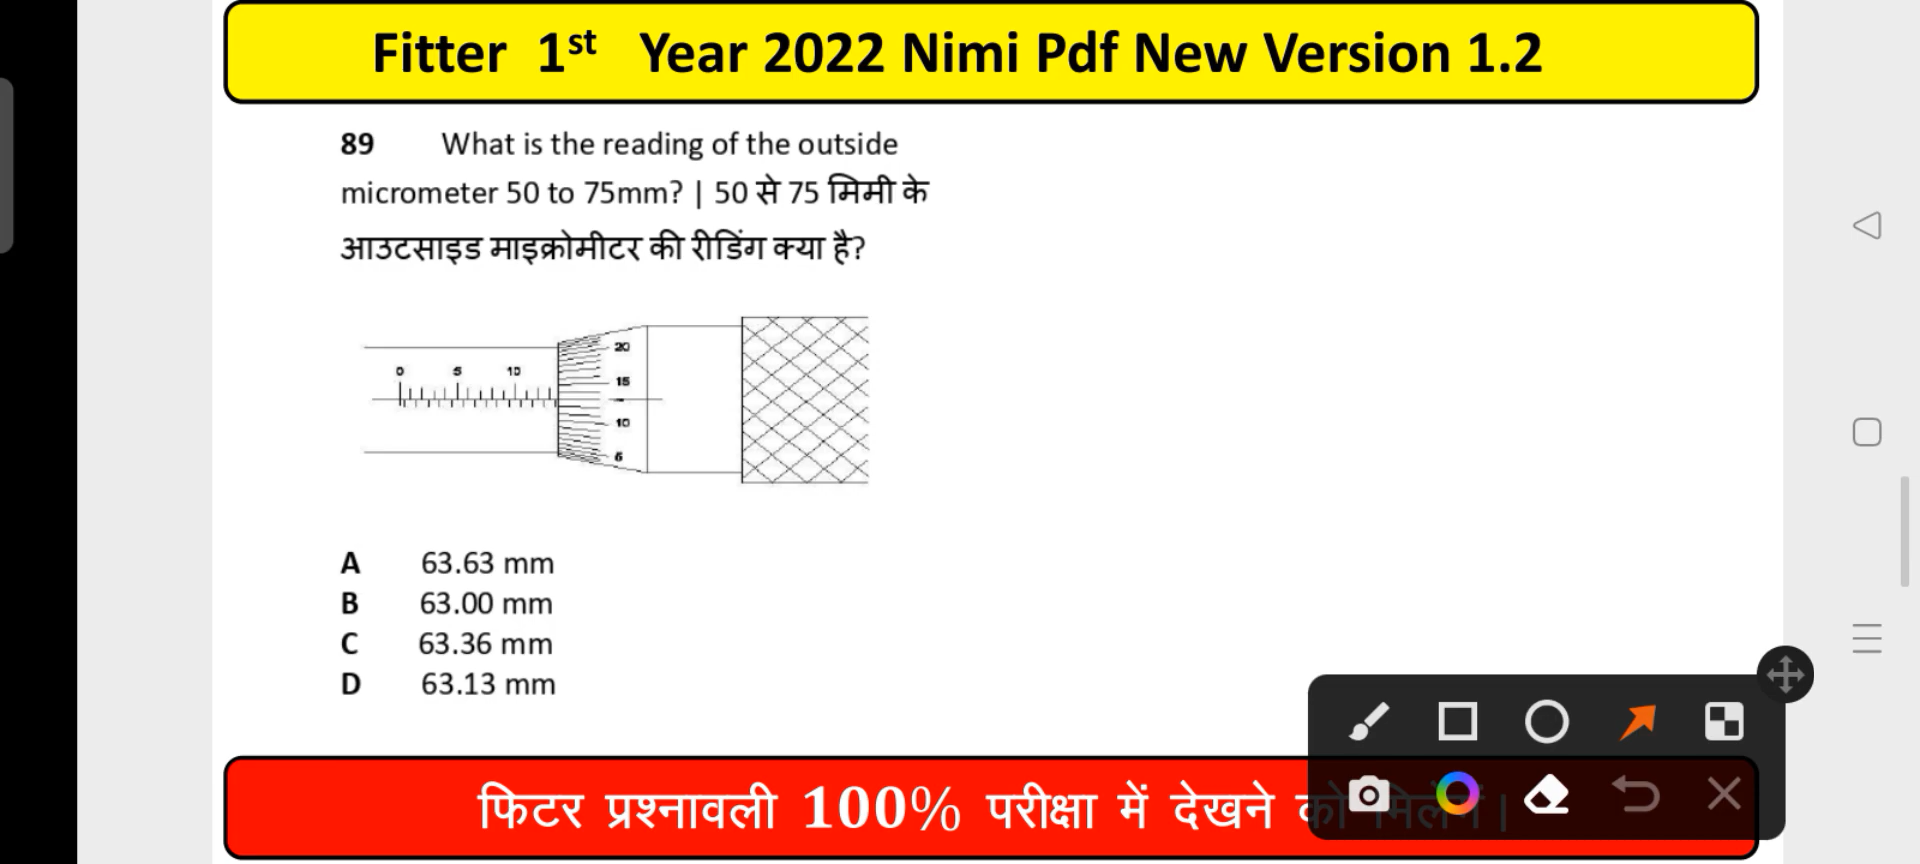 Fitter 1st Year 2022 Nimi Pdf New Version 1.2
89 What is the reading of the outside
micrometer 50 to 75mm? | 50 से 75 मिमी के
आउटसाइड माइक्रोमीटर की रीडिंग क्या है?
20
0 5 10
15
10
5
A 63.63 mm
B 63.00 mm
C 63.36 mm
D 63.13 mm
फिटर प्रश्नावली 100% परीक्षा में देखने को मिलेगें |